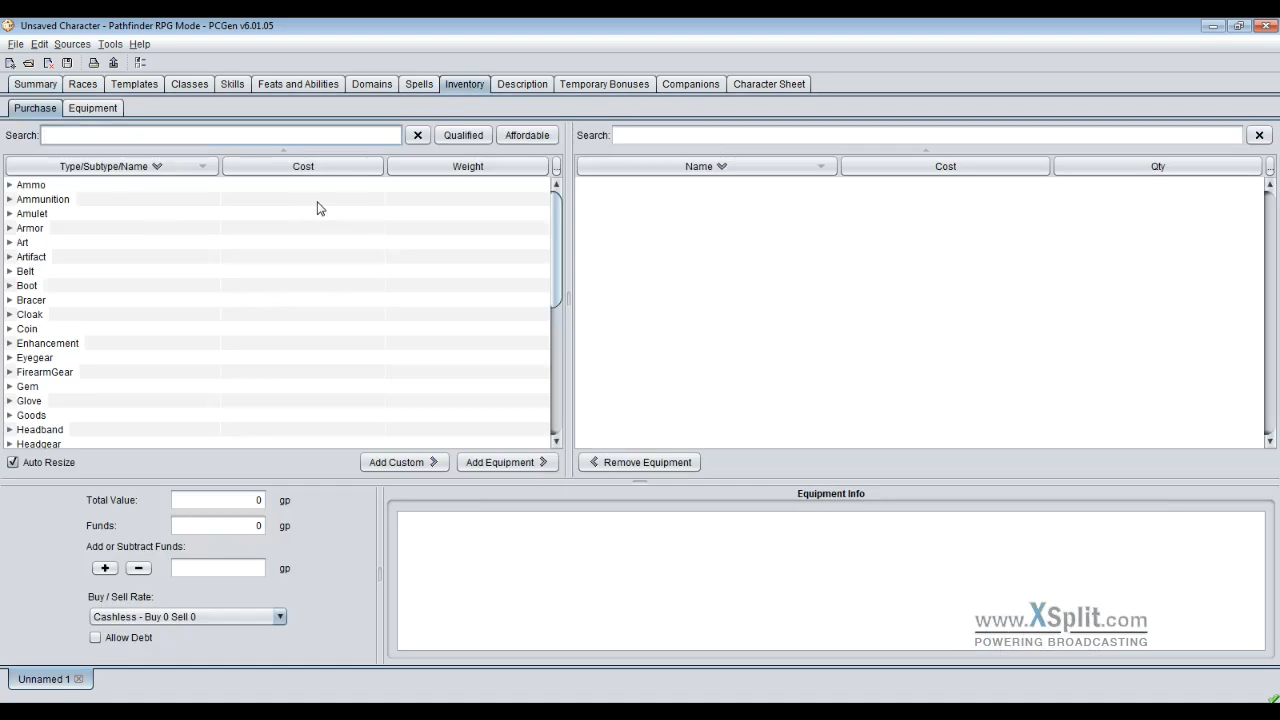 Unsaved Character - Pathfinder RPG Mode - PCGen v6.01.05
File Edit Sources Tools Help
Summary Races Templates Classes Skills Feats and Abilities Domains Spells Inventory Description Temporary Bonuses Companions Character Sheet
Purchase Equipment
Search: Qualified Affordable Search:
Type/Subtype/Name Cost Weight Name Cost Qty
Ammo
Ammunition
Amulet
Armor
Art
Artifact
Belt
Boot
Bracer
Cloak
Coin
Enhancement
Eyegear
FirearmGear
Gem
Glove
Goods
Headband
Headgear
Auto Resize Add Custom Add Equipment Remove Equipment
Total Value: 0 gp
Funds: 0 gp
Add or Subtract Funds:
+ - gp
Buy / Sell Rate:
Cashless - Buy 0 Sell 0
Allow Debt
Equipment Info
www.XSplit.com
POWERING BROADCASTING
Unnamed 1